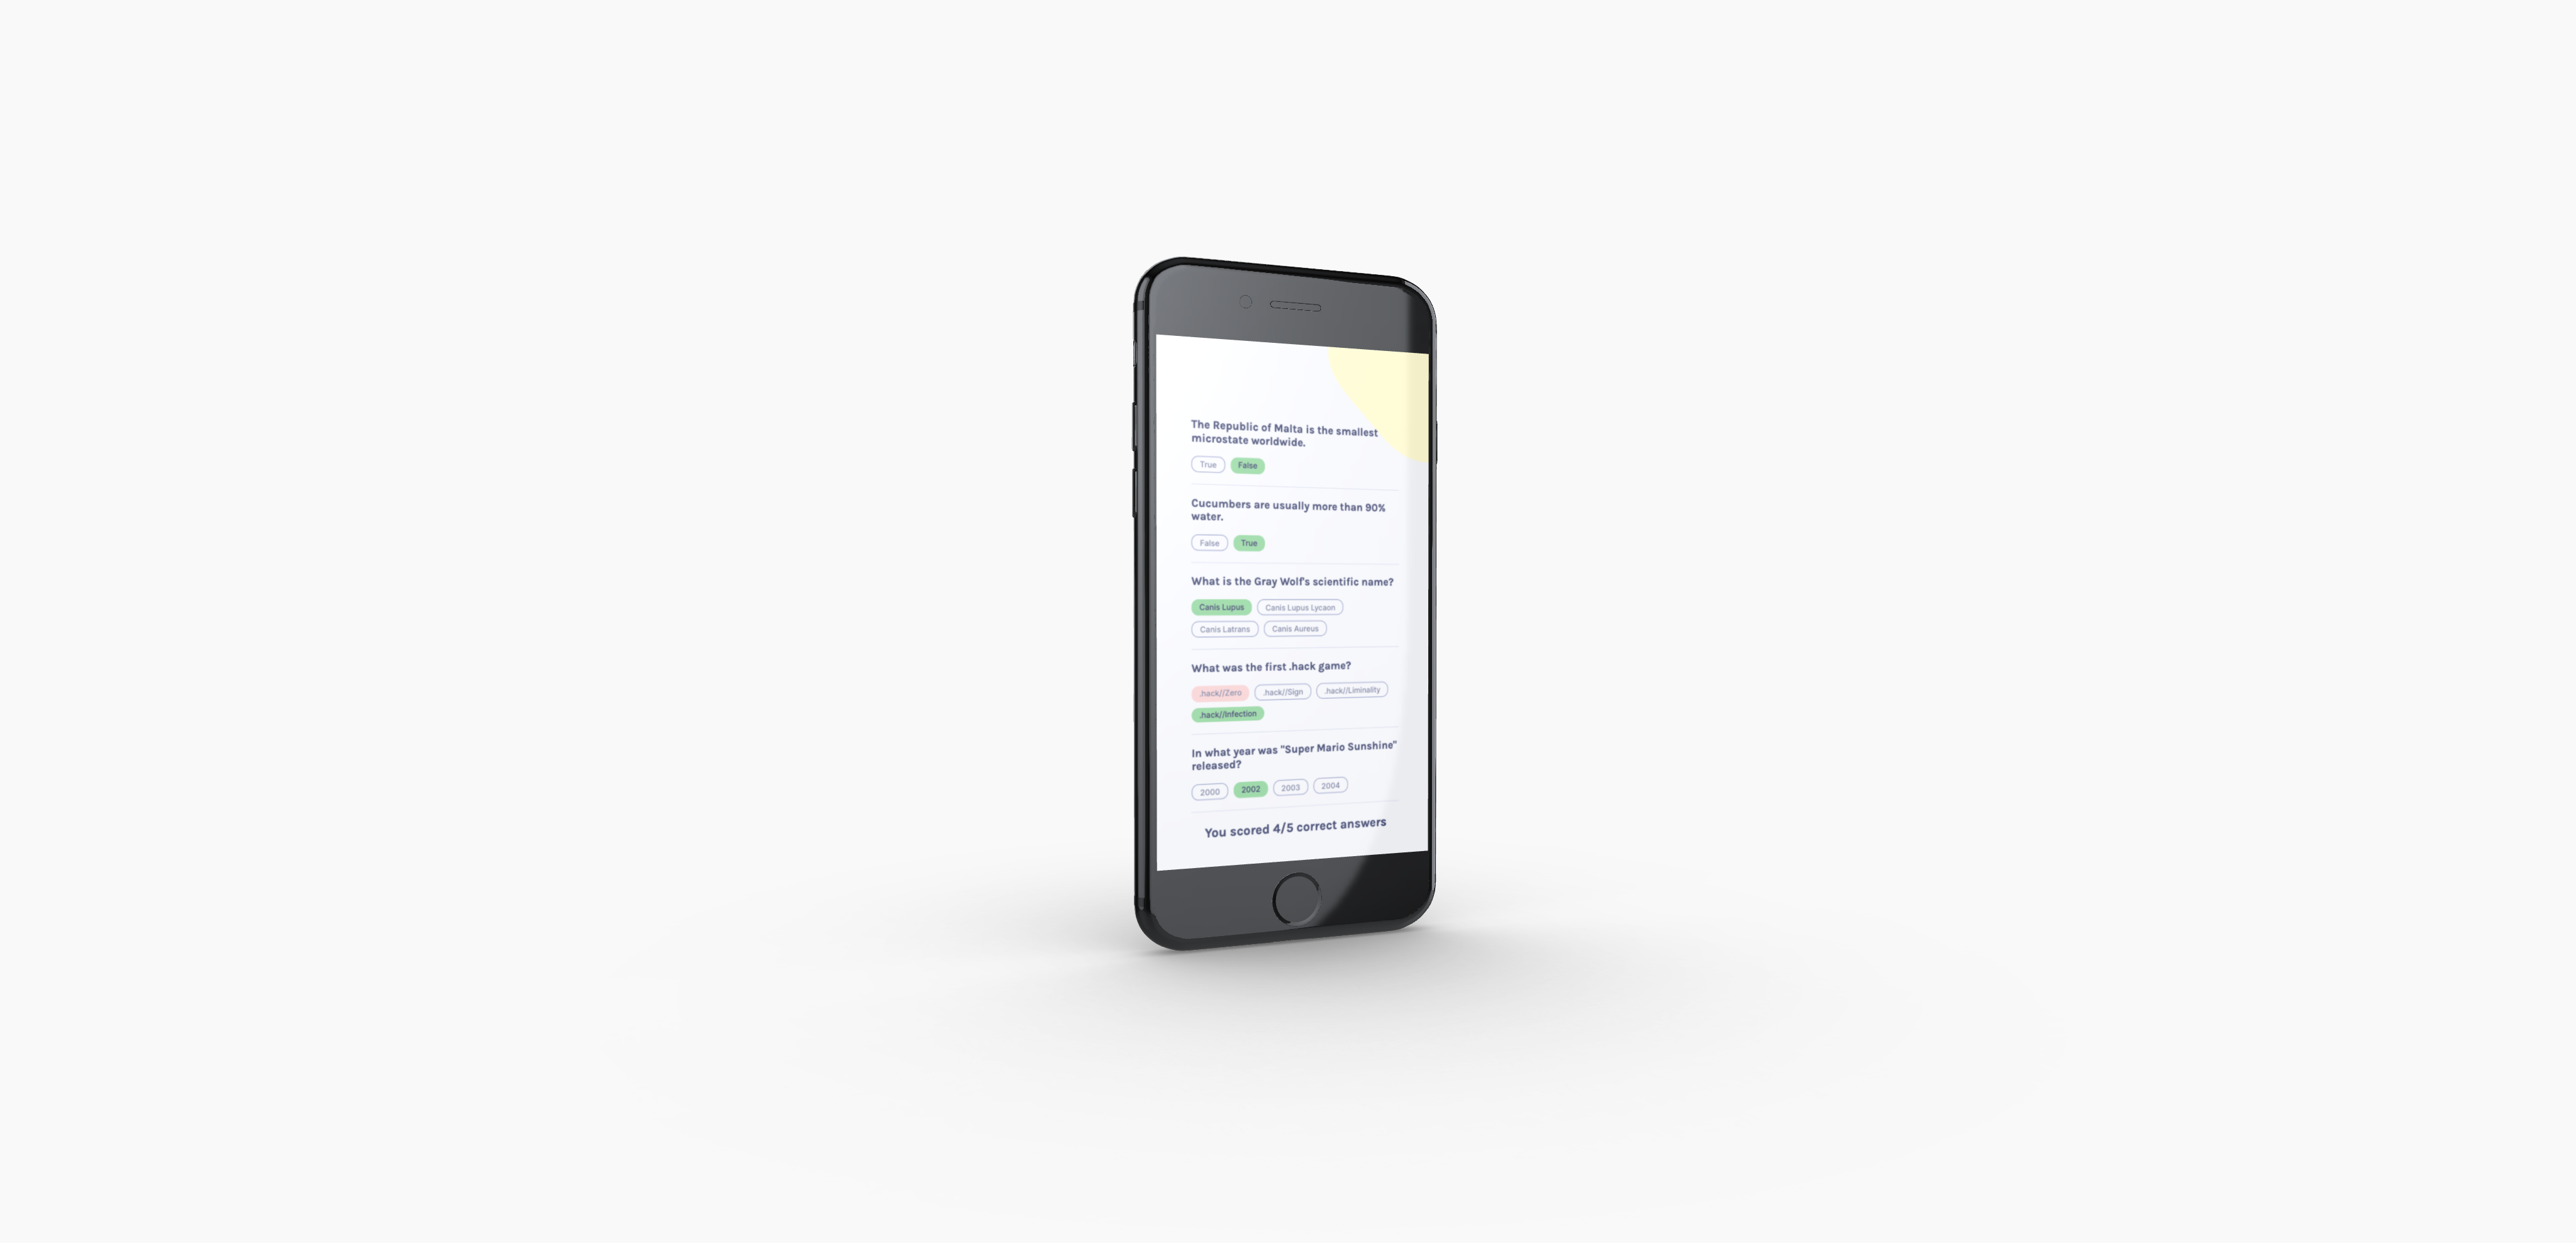 The Republic of Malta is the smallest
microstate worldwide.
True False
Cucumbers are usually more than 90%
water.
False True
What is the Gray Wolf's scientific name?
Canis Lupus Canis Lupus Lycaon
Canis Latrans Canis Aureus
What was the first .hack game?
.hack//Zero .hack//Sign .hack//Liminality
.hack//Infection
In what year was "Super Mario Sunshine"
released?
2000 2002 2003 2004
You scored 4/5 correct answers